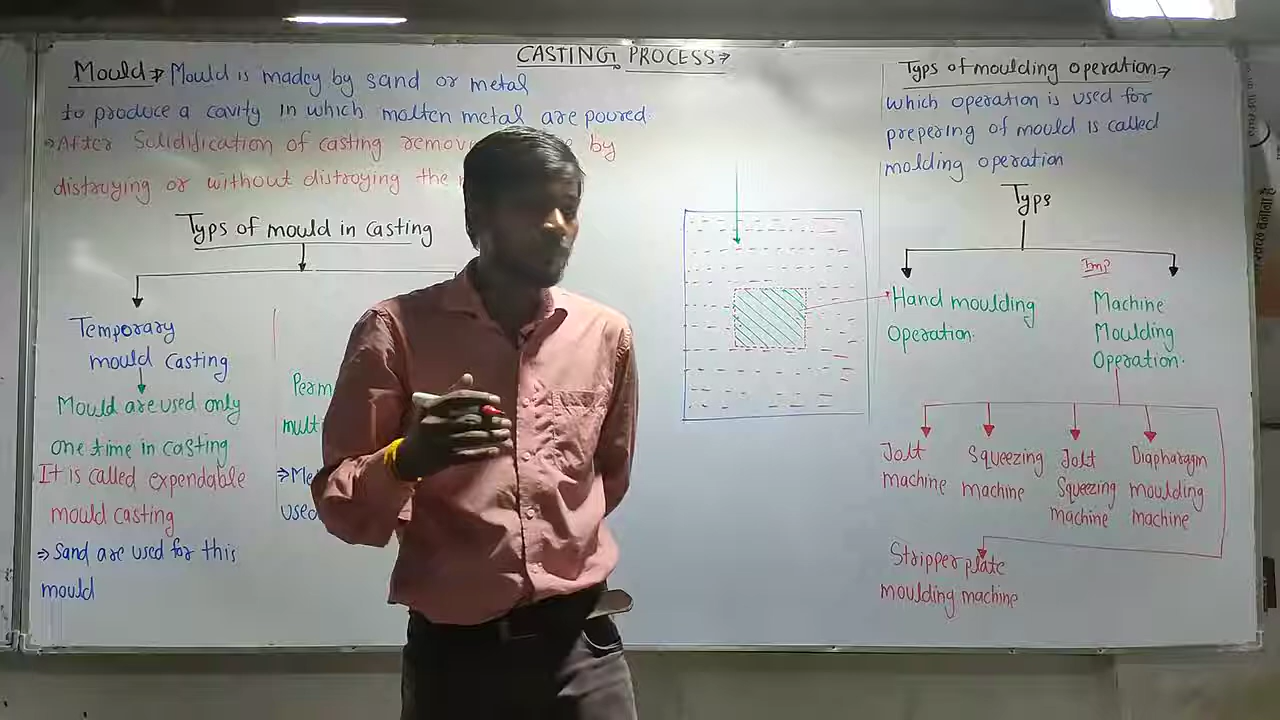 CASTING PROCESS→
Mould→ Mould is madey by sand or metal
to produce a cavity in which molten metal are poured.
→After Solidification of casting remov by
distroying or without distroying the
Typs of mould in casting
Temporary
mould casting
Mould are used only
one time in casting
It is called expendable
mould casting
⇒ Sand are used for this
mould
Perm
mult
⇒Me
used
Typs of moulding operation→
which operation is used for
prepering of mould is called
molding operation
Typs
Hand moulding
Operation.
Imp
Machine
Moulding
Operation.
Jolt
machine
Squeezing
machine
Jolt
Squeezing
machine
Diapharagm
moulding
machine
Stripper plate
moulding machine